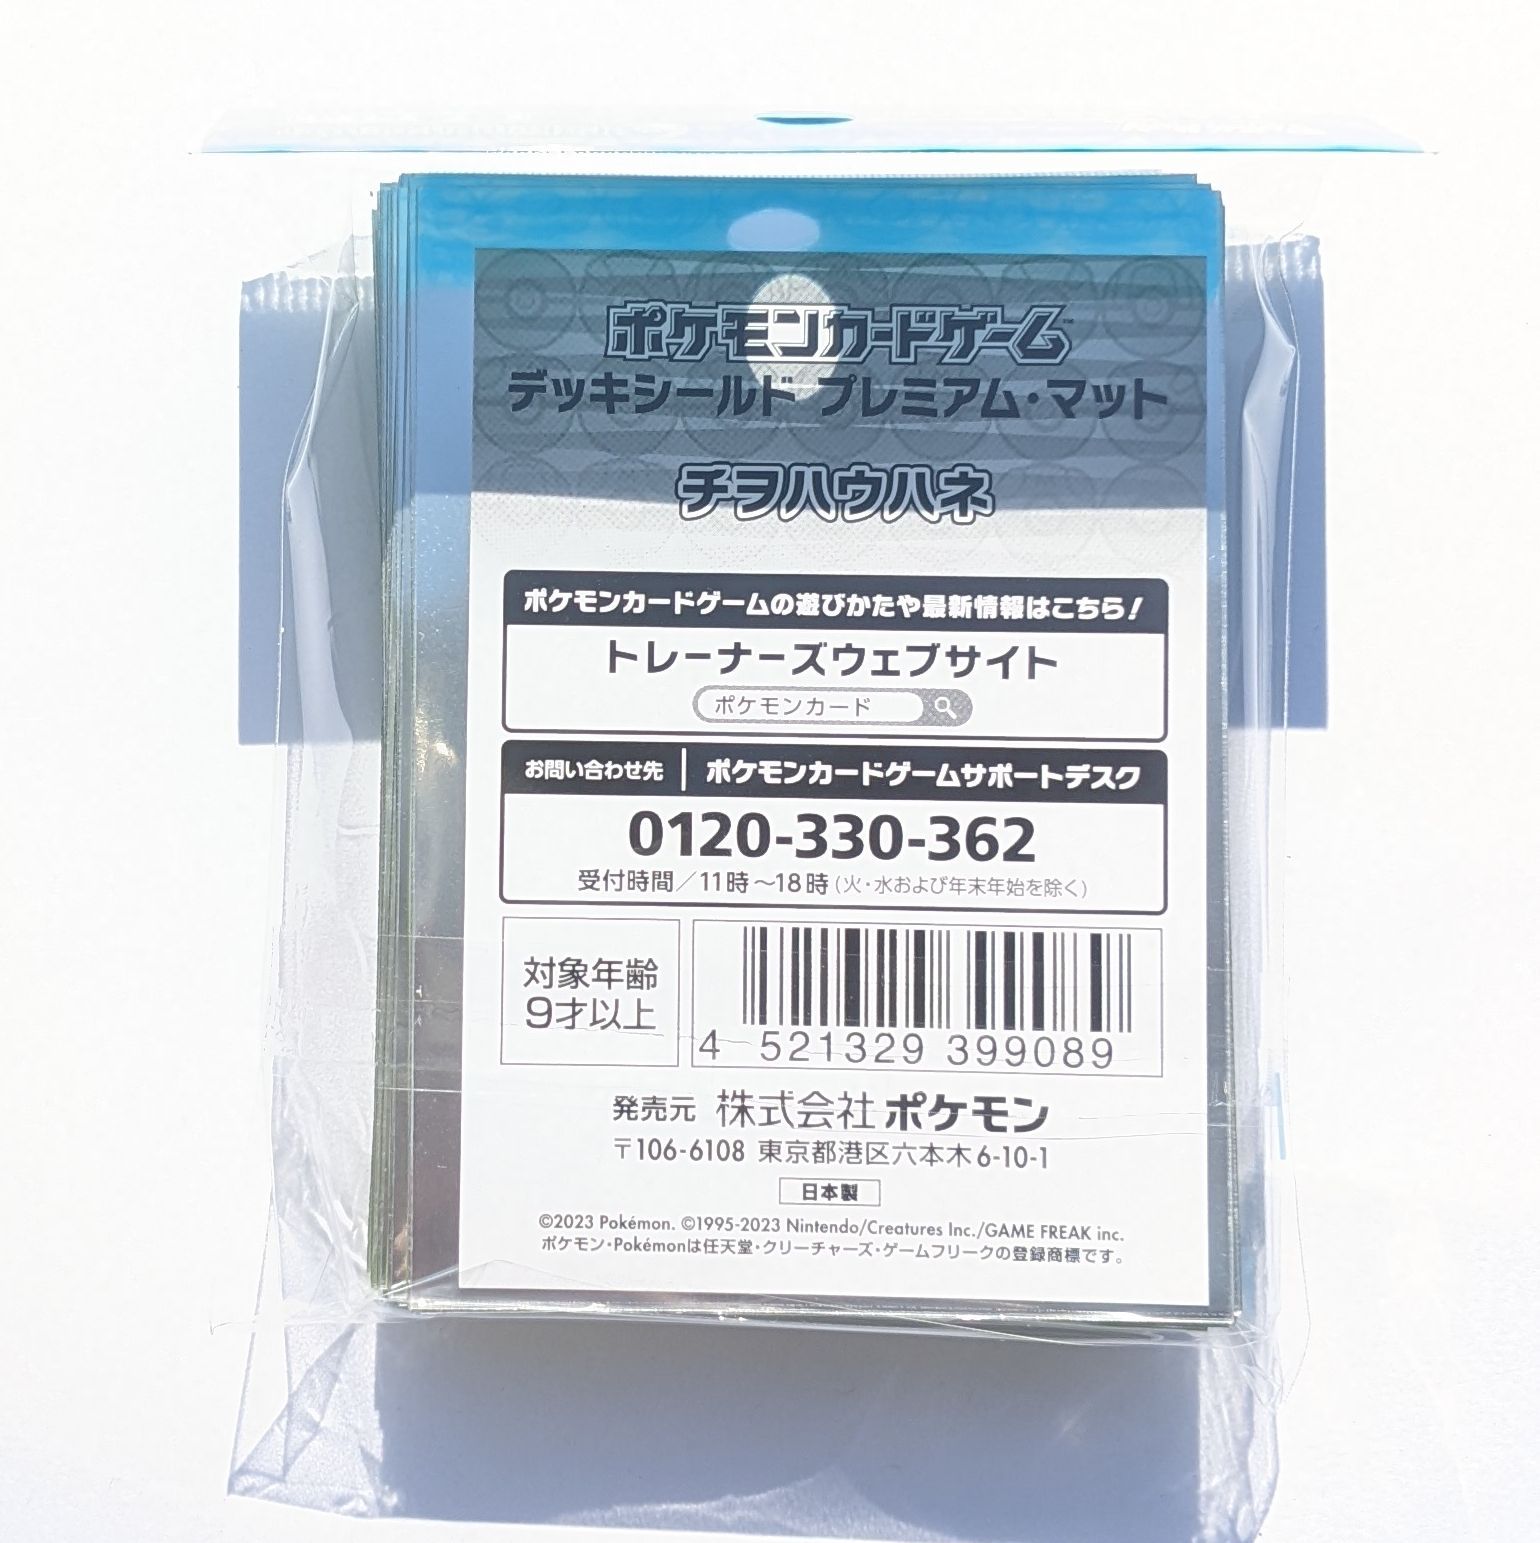 ポケモンカードゲーム™
デッキシールド プレミアム・マット
チヲハウハネ
ポケモンカードゲームの遊びかたや最新情報はこちら!
トレーナーズウェブサイト
ポケモンカード
お問い合わせ先 ポケモンカードゲームサポートデスク
0120-330-362
受付時間/11時~18時(火・水および年末年始を除く)
対象年齢
9才以上
4 521329 399089
発売元 株式会社ポケモン
〒106-6108 東京都港区六本木6-10-1
日本製
©2023 Pokémon. ©1995-2023 Nintendo/Creatures Inc./GAME FREAK inc.
ポケモン・Pokémonは任天堂・クリーチャーズ・ゲームフリークの登録商標です。